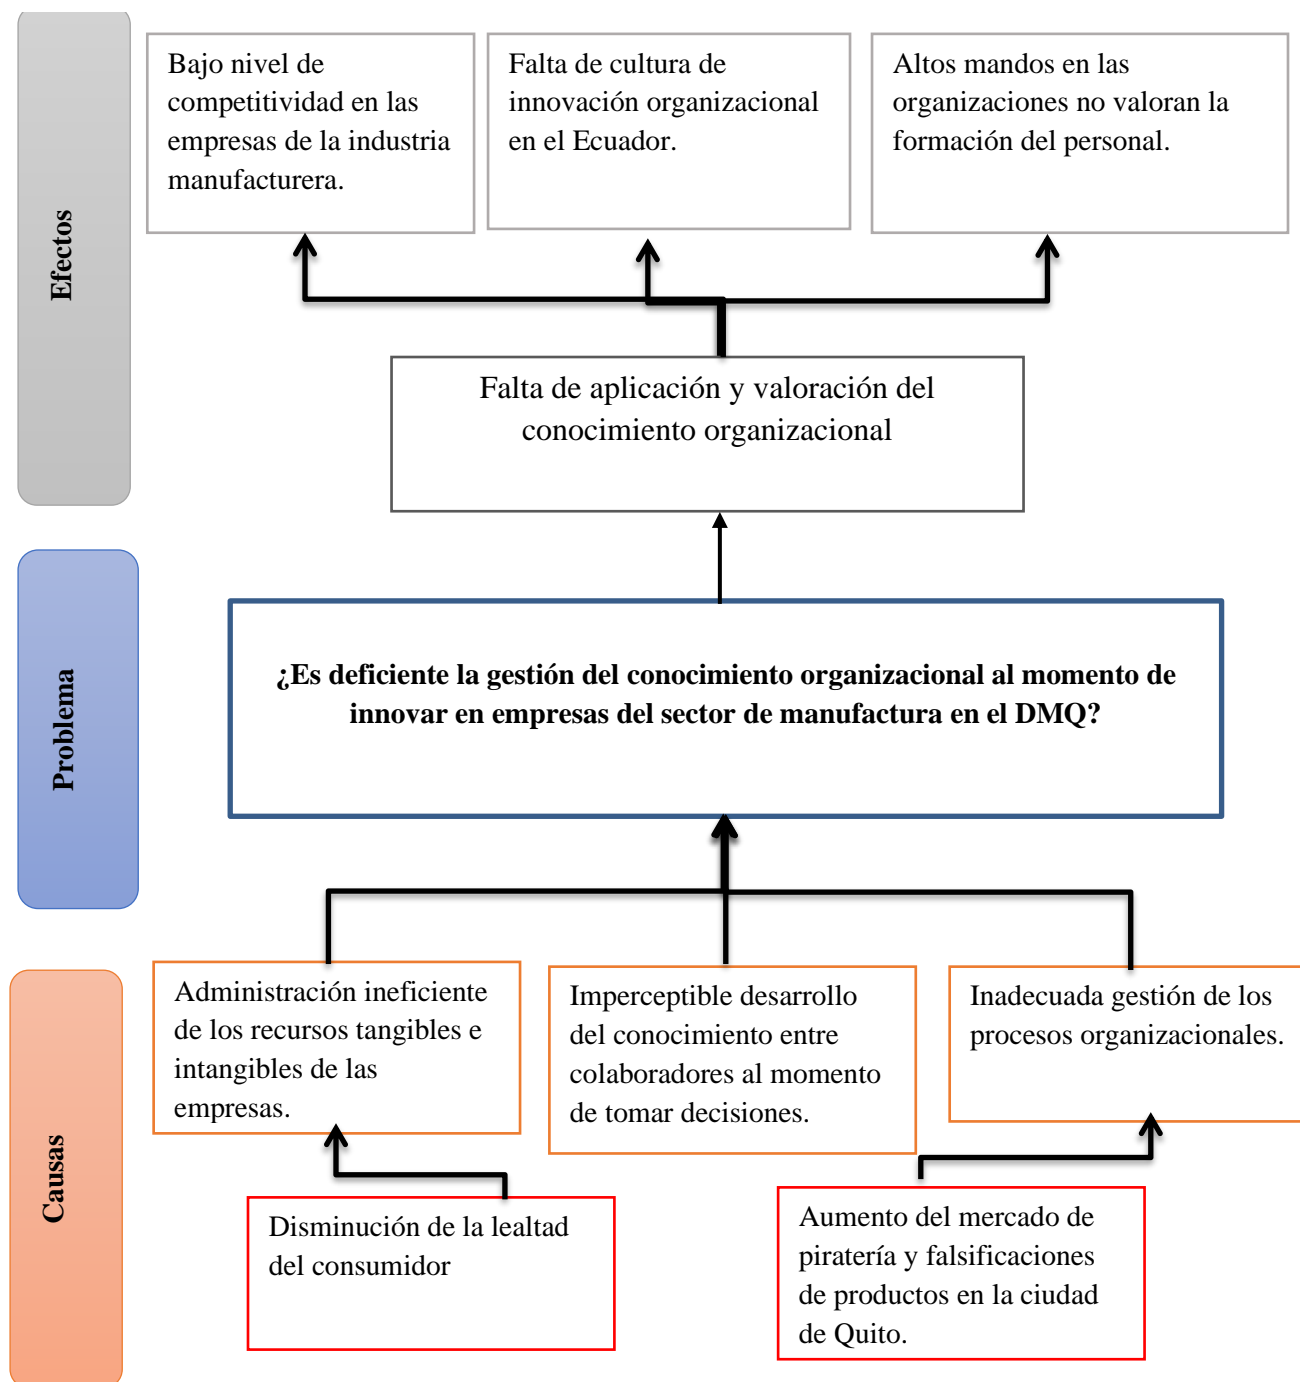 Efectos
Bajo nivel de
competitividad en las
empresas de la industria
manufacturera.
Falta de cultura de
innovación organizacional
en el Ecuador.
Altos mandos en las
organizaciones no valoran la
formación del personal.
Falta de aplicación y valoración del
conocimiento organizacional
Problema
¿Es deficiente la gestión del conocimiento organizacional al momento de
innovar en empresas del sector de manufactura en el DMQ?
Causas
Administración ineficiente
de los recursos tangibles e
intangibles de las
empresas.
Imperceptible desarrollo
del conocimiento entre
colaboradores al momento
de tomar decisiones.
Inadecuada gestión de los
procesos organizacionales.
Disminución de la lealtad
del consumidor
Aumento del mercado de
piratería y falsificaciones
de productos en la ciudad
de Quito.